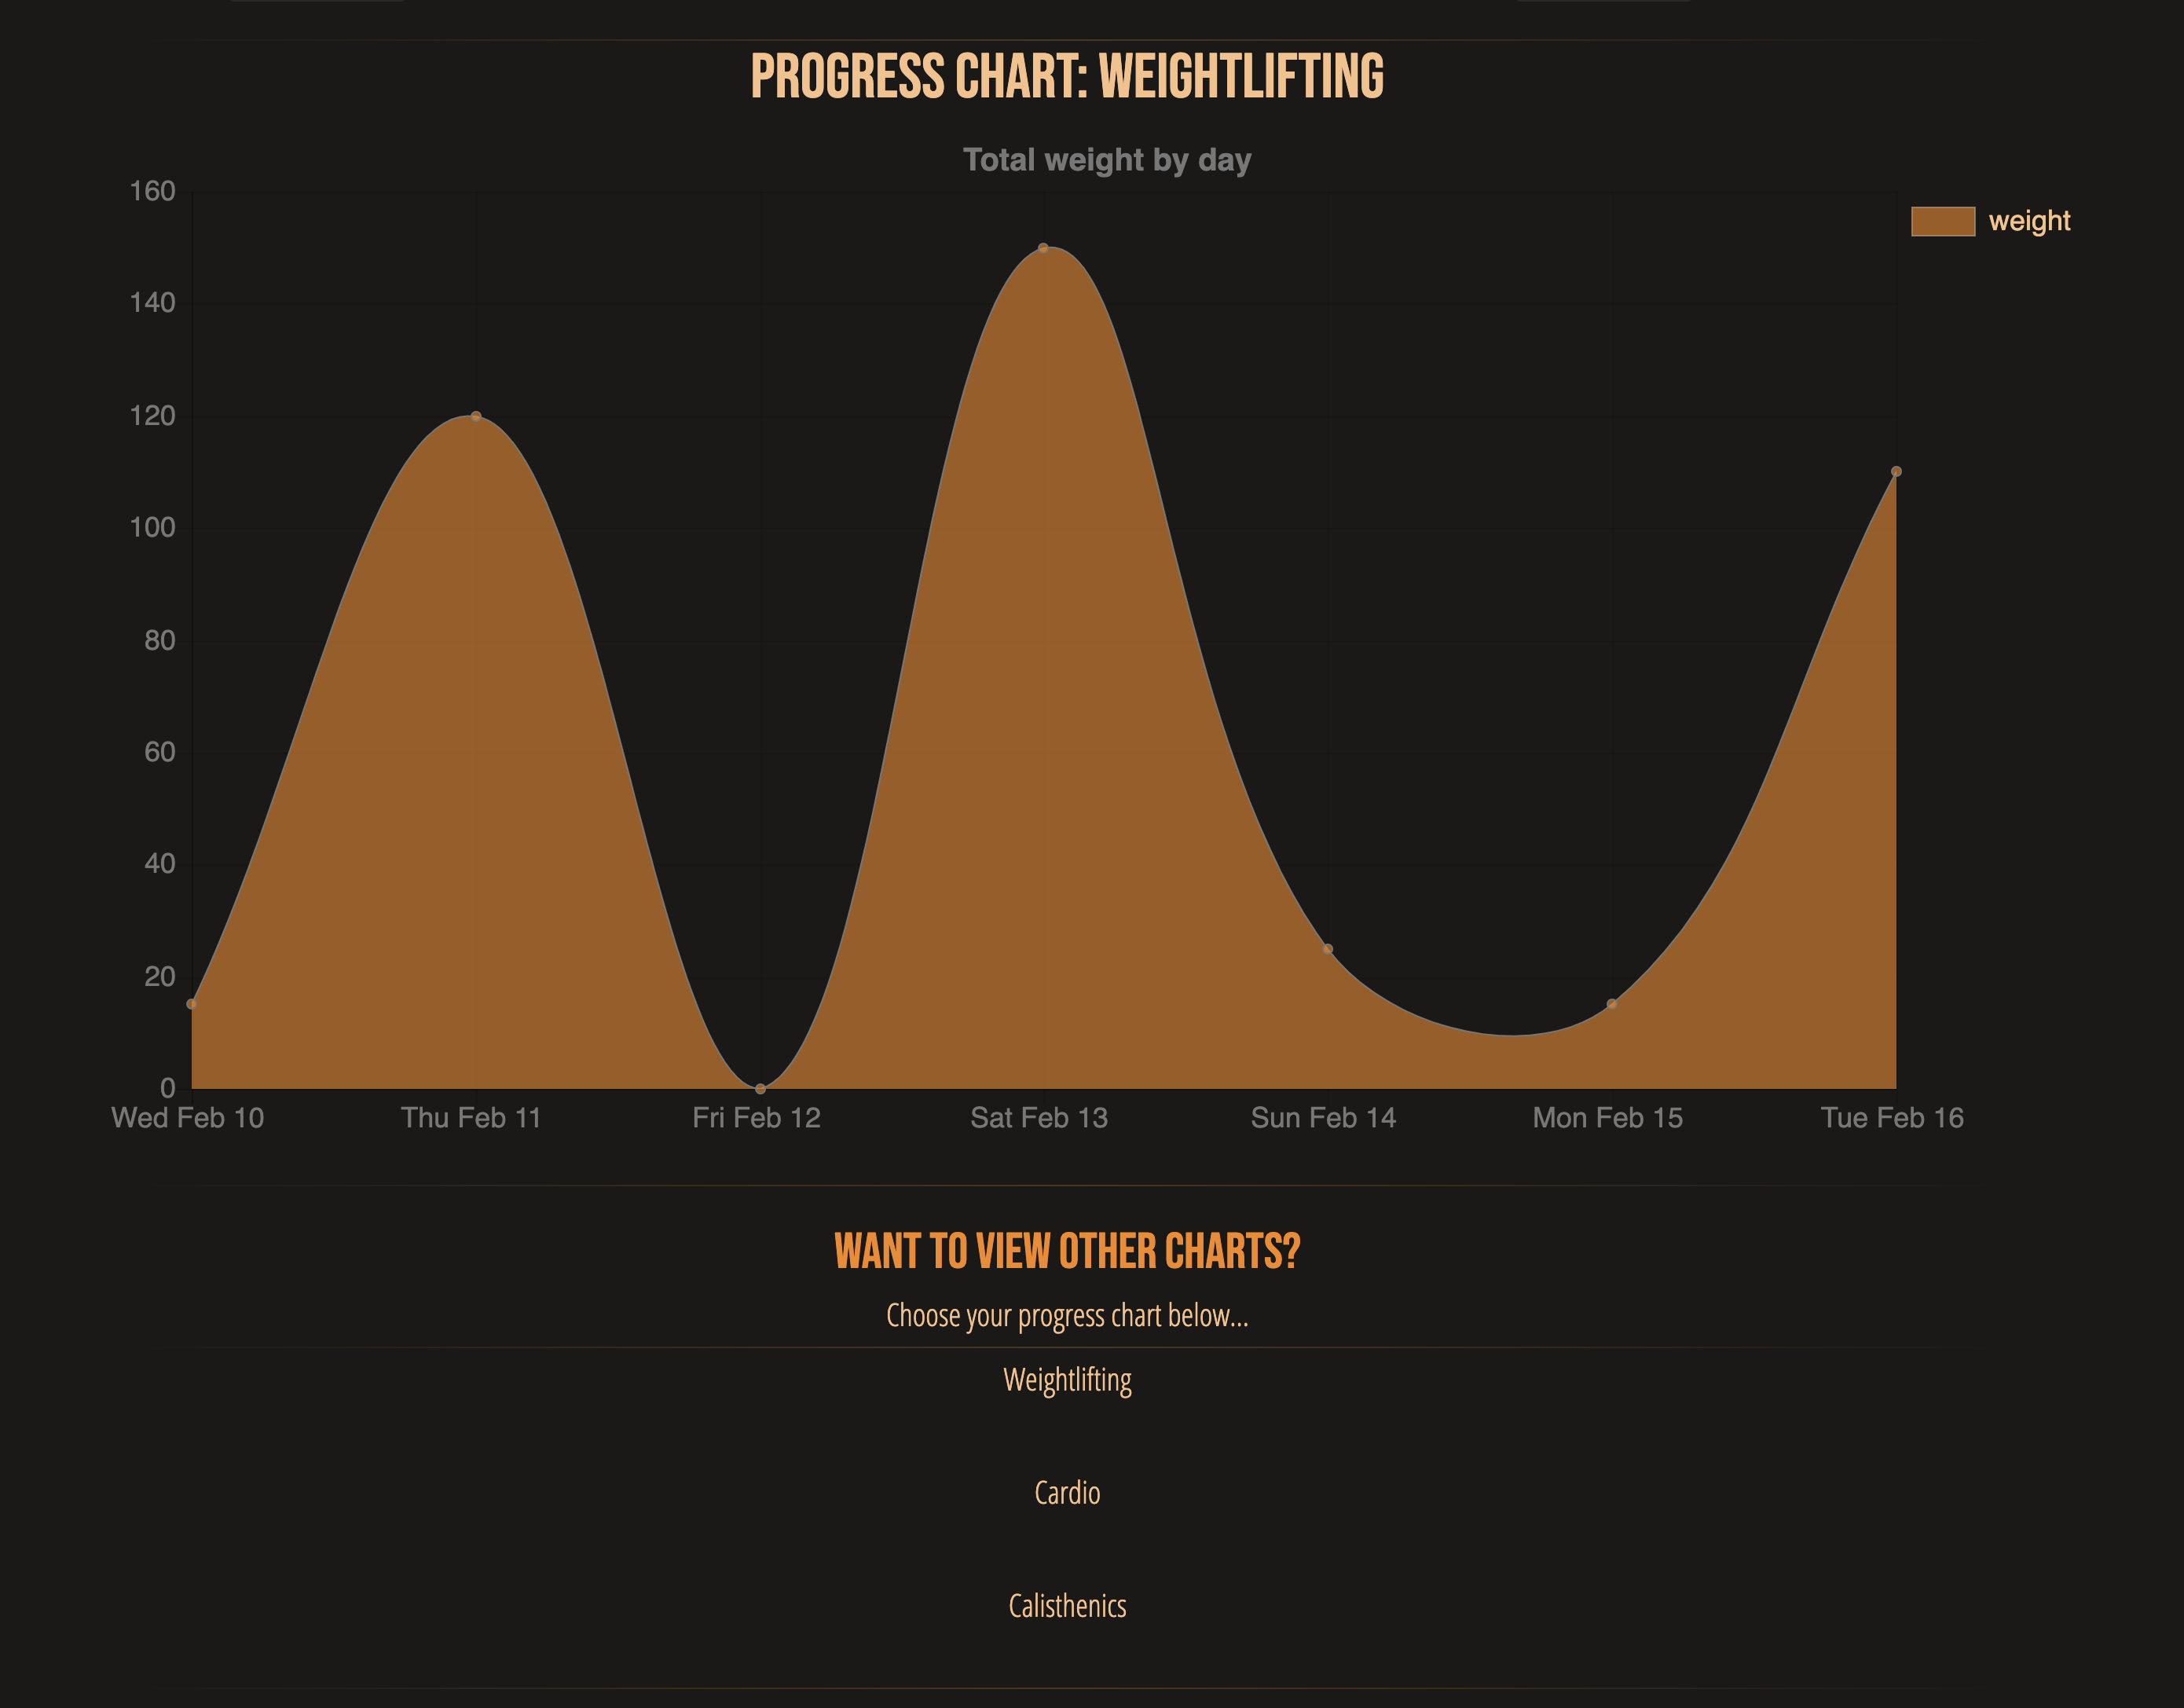 PROGRESS CHART: WEIGHTLIFTING
Total weight by day
weight
160
140
120
100
80
60
40
20
0
Wed Feb 10 Thu Feb 11 Fri Feb 12 Sat Feb 13 Sun Feb 14 Mon Feb 15 Tue Feb 16
WANT TO VIEW OTHER CHARTS?
Choose your progress chart below...
Weightlifting
Cardio
Calisthenics